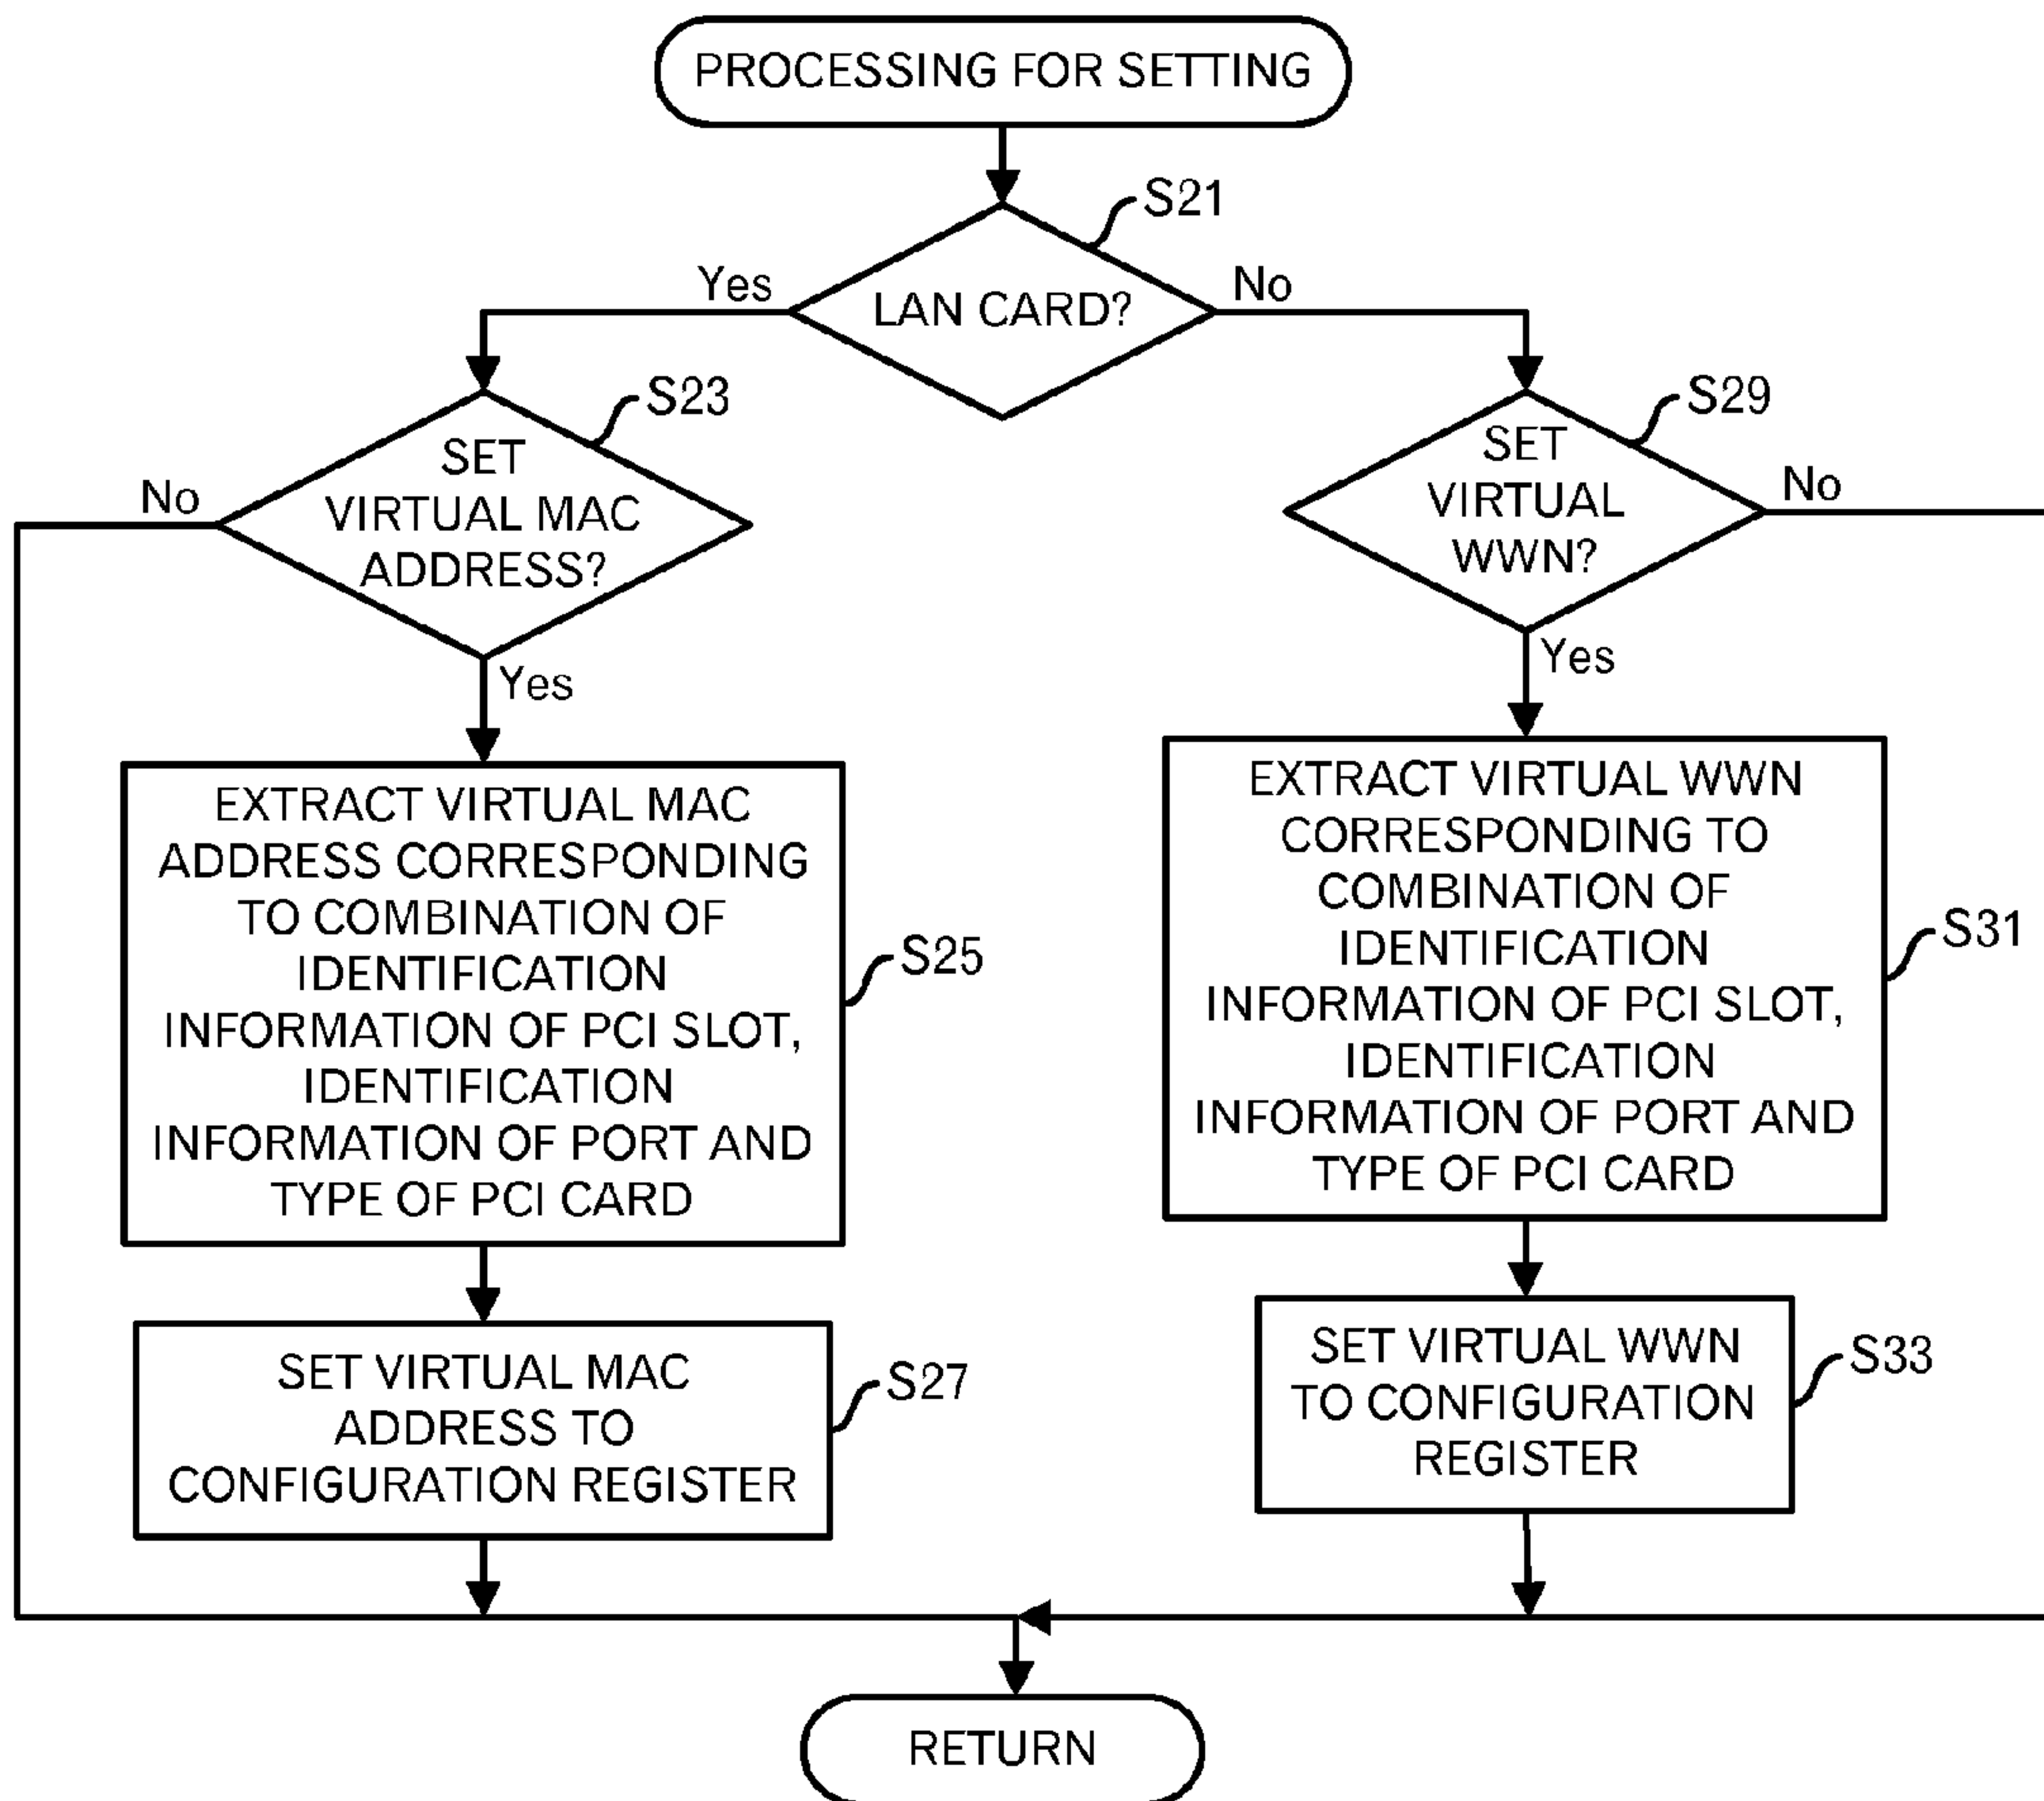 PROCESSING FOR SETTING
S21
Yes
LAN CARD?
No
S23
SET
VIRTUAL MAC
ADDRESS?
No
Yes
S29
SET
VIRTUAL
WWN?
No
Yes
EXTRACT VIRTUAL MAC
ADDRESS CORRESPONDING
TO COMBINATION OF
IDENTIFICATION
INFORMATION OF PCI SLOT,
IDENTIFICATION
INFORMATION OF PORT AND
TYPE OF PCI CARD
S25
EXTRACT VIRTUAL WWN
CORRESPONDING TO
COMBINATION OF
IDENTIFICATION
INFORMATION OF PCI SLOT,
IDENTIFICATION
INFORMATION OF PORT AND
TYPE OF PCI CARD
S31
SET VIRTUAL MAC
ADDRESS TO
CONFIGURATION REGISTER
S27
SET VIRTUAL WWN
TO CONFIGURATION
REGISTER
S33
RETURN